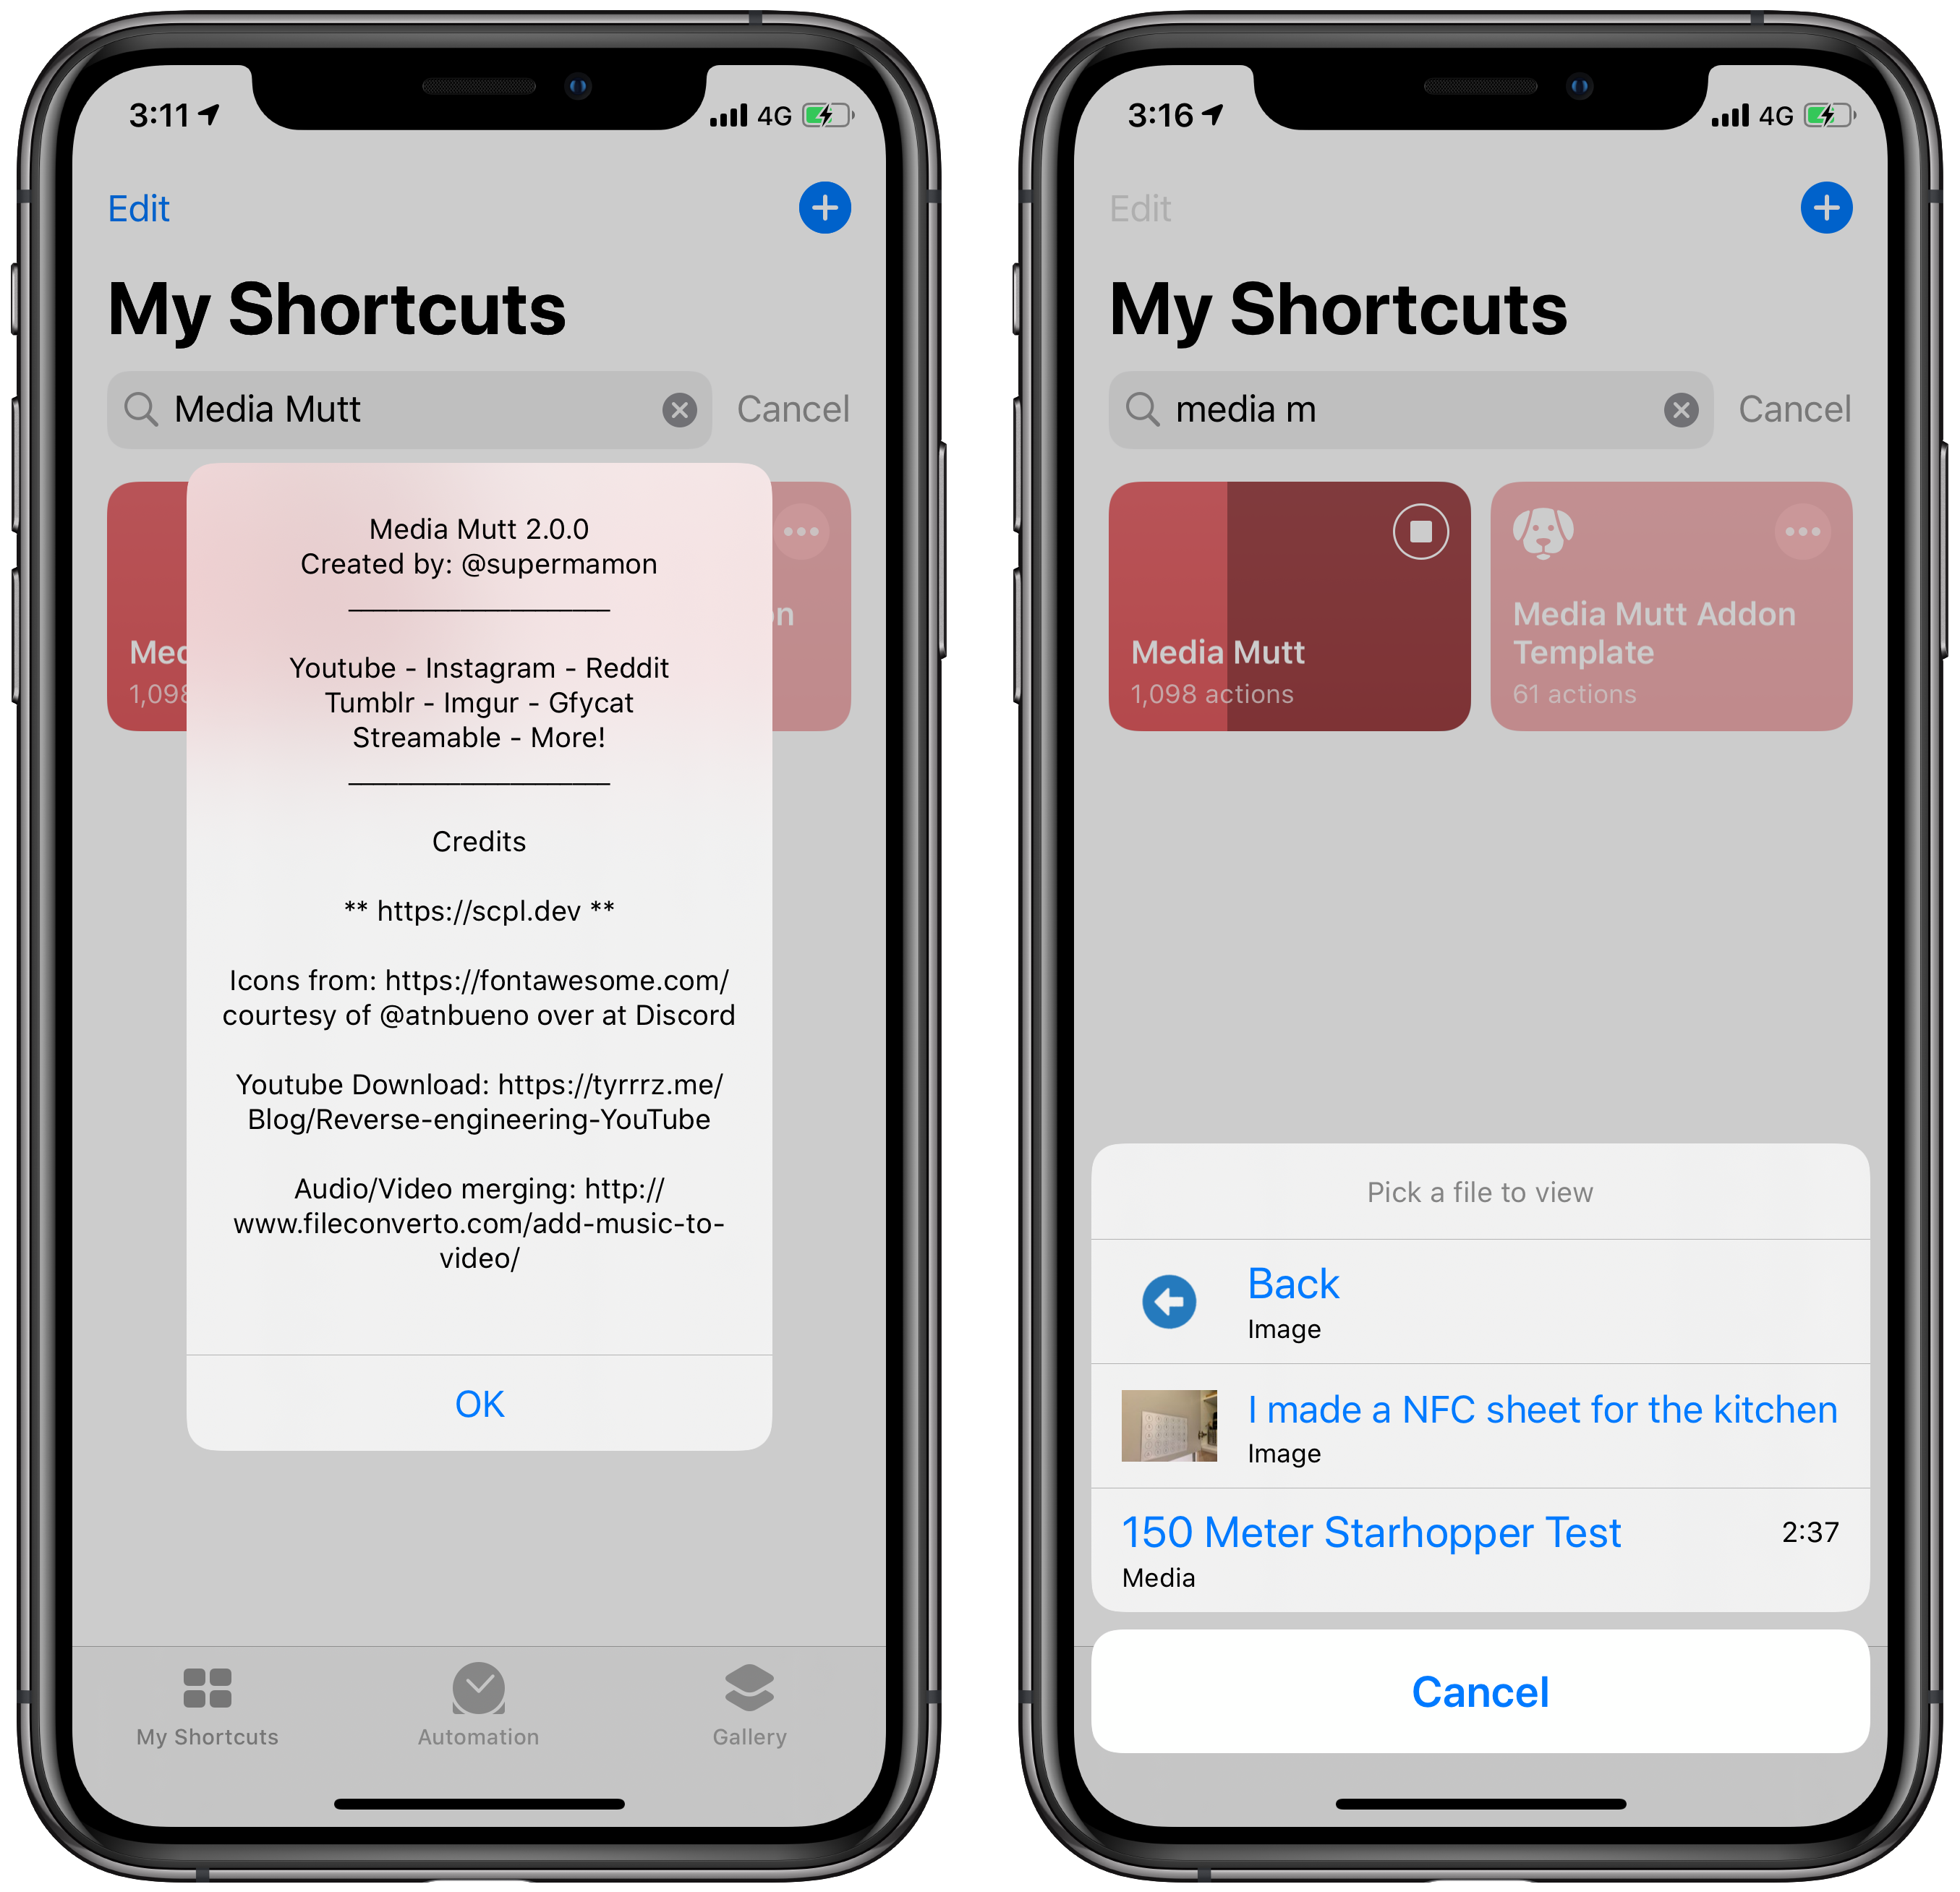 3:11
4G
Edit
My Shortcuts
Media Mutt
Cancel
Media Mutt 2.0.0
Created by: @supermamon
Youtube - Instagram - Reddit
Tumblr - Imgur - Gfycat
Streamable - More!
Credits
** https://scpl.dev **
Icons from: https://fontawesome.com/
courtesy of @atnbueno over at Discord
Youtube Download: https://tyrrrz.me/
Blog/Reverse-engineering-YouTube
Audio/Video merging: http://
www.fileconverto.com/add-music-to-
video/
OK
Med
1,098
on
My Shortcuts
Automation
Gallery
3:16
4G
Edit
My Shortcuts
media m
Cancel
Media Mutt
1,098 actions
Media Mutt Addon
Template
61 actions
Pick a file to view
Back
Image
I made a NFC sheet for the kitchen
Image
150 Meter Starhopper Test
2:37
Media
Cancel